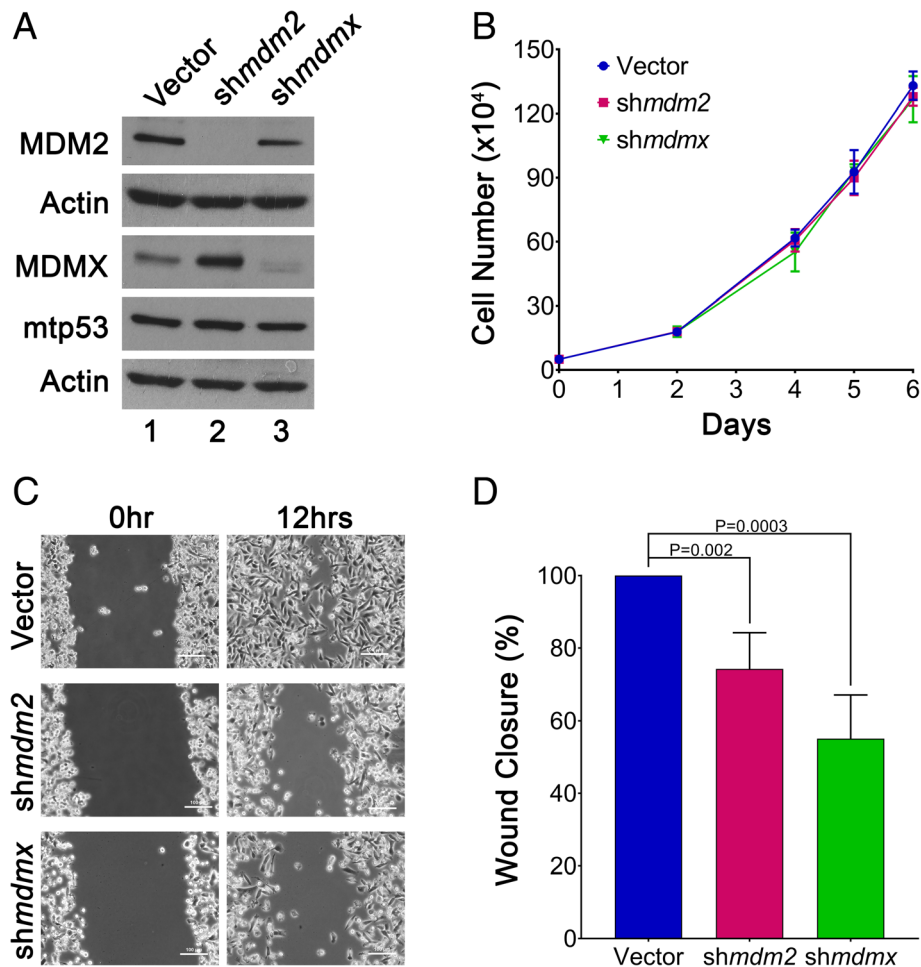 A
Vector
shmdm2
shmdmx
MDM2
Actin
MDMX
mtp53
Actin
1 2 3
B
Cell Number (x10⁴)
150
120
90
60
30
0
0 1 2 3 4 5 6
Days
Vector
shmdm2
shmdmx
C
0hr 12hrs
Vector
shmdm2
shmdmx
100 µm
D
P=0.0003
P=0.002
Wound Closure (%)
100
80
60
40
20
0
Vector shmdm2 shmdmx